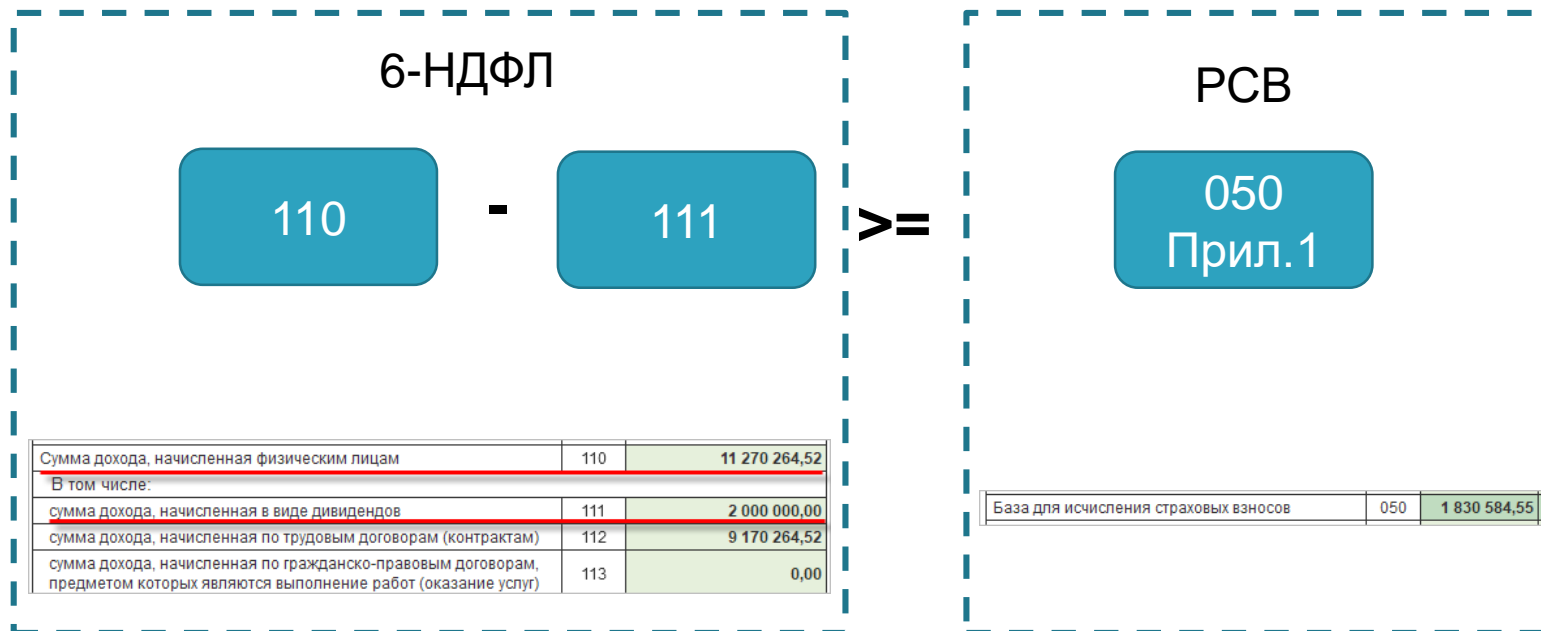 6-НДФЛ
110
-
111
>=
РСВ
050
Прил.1
Сумма дохода, начисленная физическим лицам 110 11 270 264,52
В том числе:
сумма дохода, начисленная в виде дивидендов 111 2 000 000,00
сумма дохода, начисленная по трудовым договорам (контрактам) 112 9 170 264,52
сумма дохода, начисленная по гражданско-правовым договорам,
предметом которых являются выполнение работ (оказание услуг) 113 0,00
База для исчисления страховых взносов 050 1 830 584,55